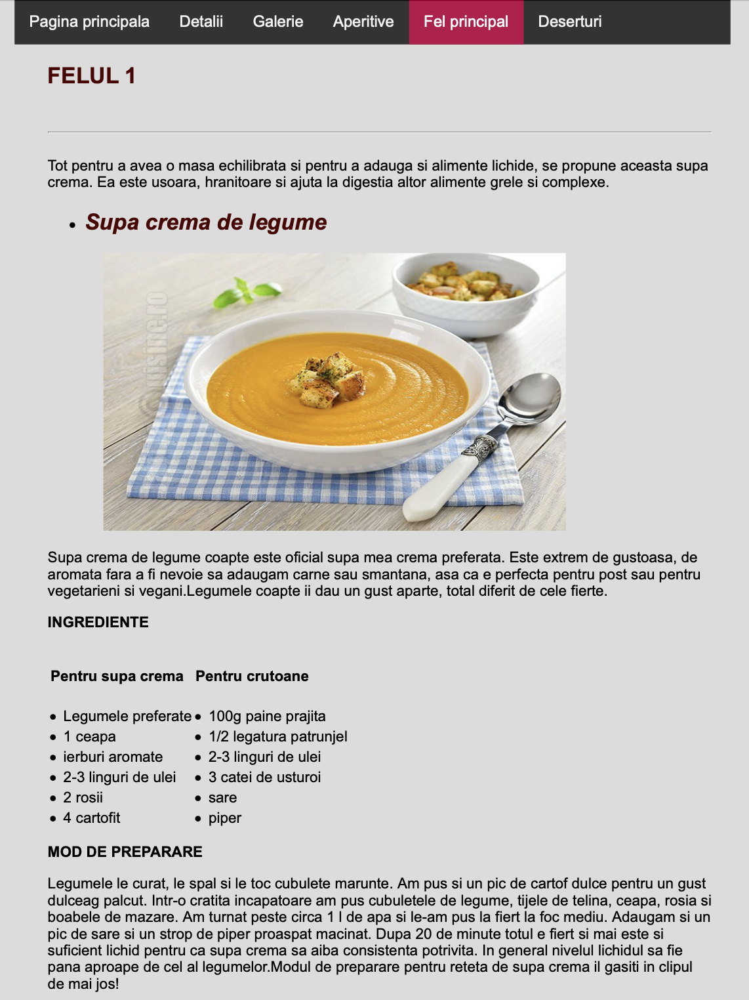 Pagina principala Detalii Galerie Aperitive Fel principal Deserturi
FELUL 1
Tot pentru a avea o masa echilibrata si pentru a adauga si alimente lichide, se propune aceasta supa
crema. Ea este usoara, hranitoare si ajuta la digestia altor alimente grele si complexe.
• Supa crema de legume
©cuisine.ro
Supa crema de legume coapte este oficial supa mea crema preferata. Este extrem de gustoasa, de
aromata fara a fi nevoie sa adaugam carne sau smantana, asa ca e perfecta pentru post sau pentru
vegetarieni si vegani.Legumele coapte ii dau un gust aparte, total diferit de cele fierte.
INGREDIENTE
Pentru supa crema Pentru crutoane
• Legumele preferate • 100g paine prajita
• 1 ceapa • 1/2 legatura patrunjel
• ierburi aromate • 2-3 linguri de ulei
• 2-3 linguri de ulei • 3 catei de usturoi
• 2 rosii • sare
• 4 cartofit • piper
MOD DE PREPARARE
Legumele le curat, le spal si le toc cubulete marunte. Am pus si un pic de cartof dulce pentru un gust
dulceag palcut. Intr-o cratita incapatoare am pus cubuletele de legume, tijele de telina, ceapa, rosia si
boabele de mazare. Am turnat peste circa 1 l de apa si le-am pus la fiert la foc mediu. Adaugam si un
pic de sare si un strop de piper proaspat macinat. Dupa 20 de minute totul e fiert si mai este si
suficient lichid pentru ca supa crema sa aiba consistenta potrivita. In general nivelul lichidul sa fie
pana aproape de cel al legumelor.Modul de preparare pentru reteta de supa crema il gasiti in clipul
de mai jos!